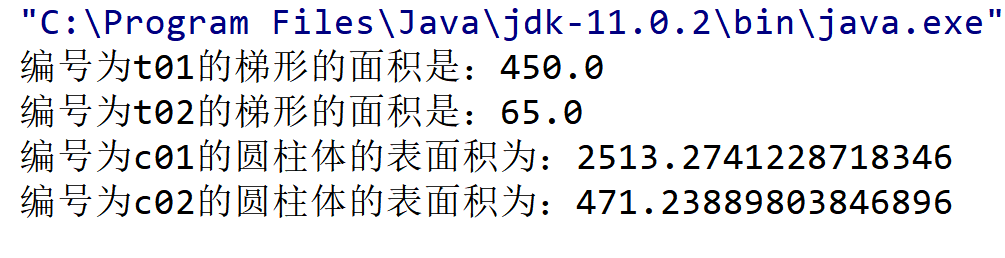 "C:\Program Files\Java\jdk-11.0.2\bin\java.exe"
编号为t01的梯形的面积是：450.0
编号为t02的梯形的面积是：65.0
编号为c01的圆柱体的表面积为：2513.2741228718346
编号为c02的圆柱体的表面积为：471.23889803846896